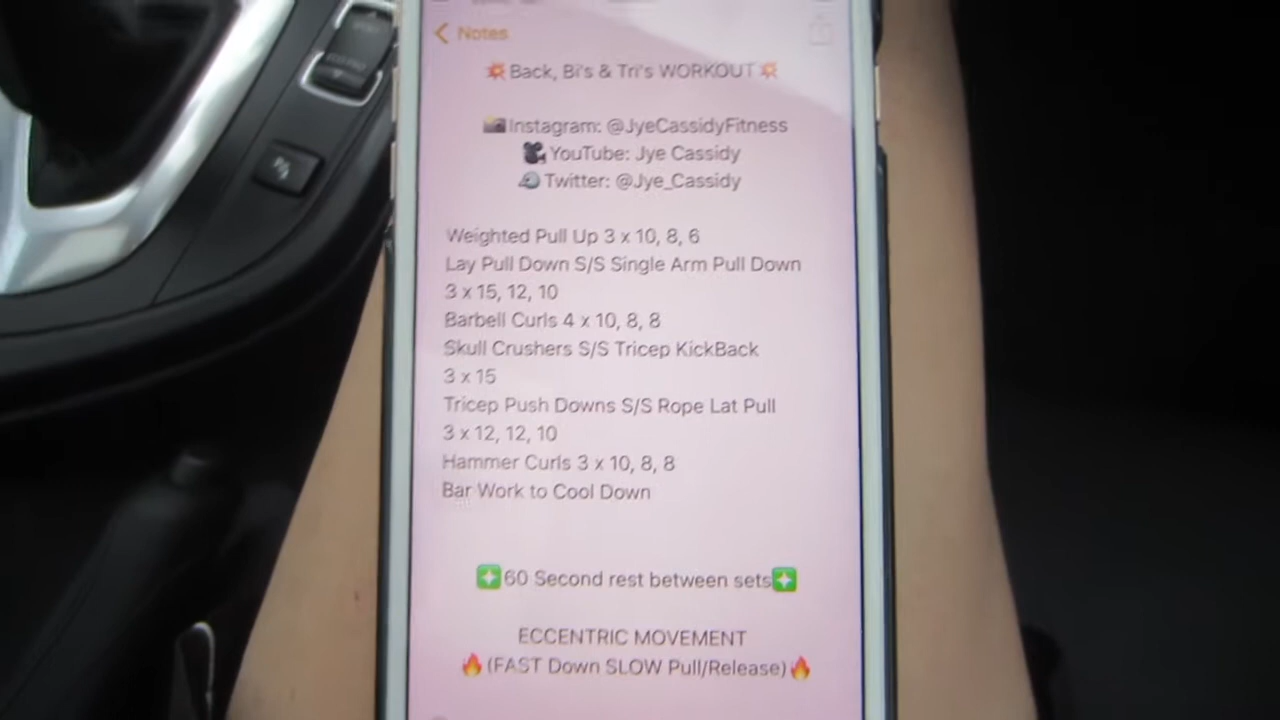 Notes
Back, Bi's & Tri's WORKOUT
Instagram: @JyeCassidyFitness
YouTube: Jye Cassidy
Twitter: @Jye_Cassidy
Weighted Pull Up 3 x 10, 8, 6
Lay Pull Down S/S Single Arm Pull Down
3 x 15, 12, 10
Barbell Curls 4 x 10, 8, 8
Skull Crushers S/S Tricep KickBack
3 x 15
Tricep Push Downs S/S Rope Lat Pull
3 x 12, 12, 10
Hammer Curls 3 x 10, 8, 8
Bar Work to Cool Down
60 Second rest between sets
ECCENTRIC MOVEMENT
(FAST Down SLOW Pull/Release)